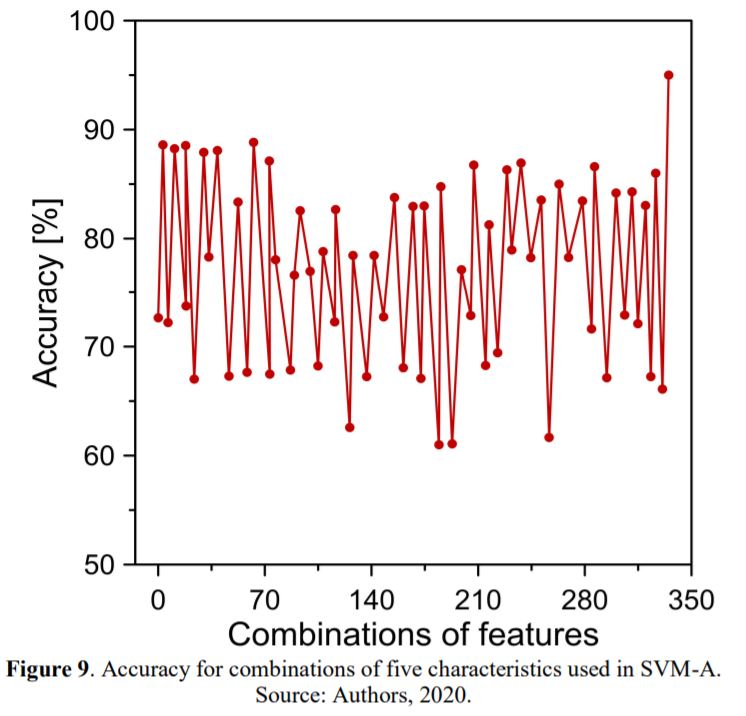 100
90
80
70
60
50
Accuracy [%]
0 70 140 210 280 350
Combinations of features
Figure 9. Accuracy for combinations of five characteristics used in SVM-A.
Source: Authors, 2020.